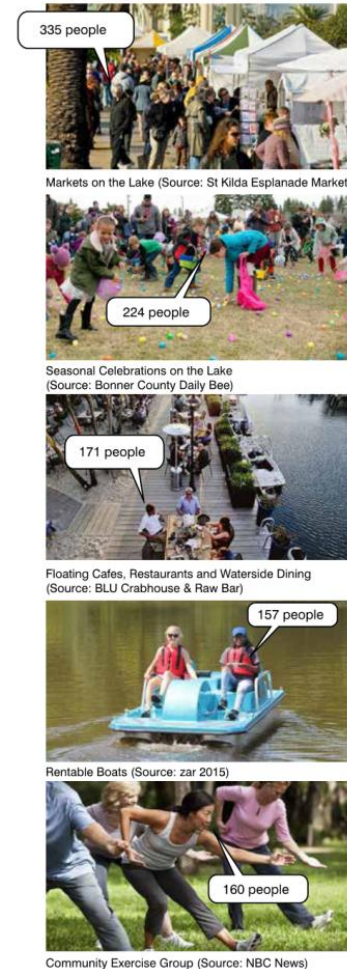 335 people
Markets on the Lake (Source: St Kilda Esplanade Market
224 people
Seasonal Celebrations on the Lake
(Source: Bonner County Daily Bee)
171 people
Floating Cafes, Restaurants and Waterside Dining
(Source: BLU Crabhouse & Raw Bar)
157 people
Rentable Boats (Source: zar 2015)
160 people
Community Exercise Group (Source: NBC News)